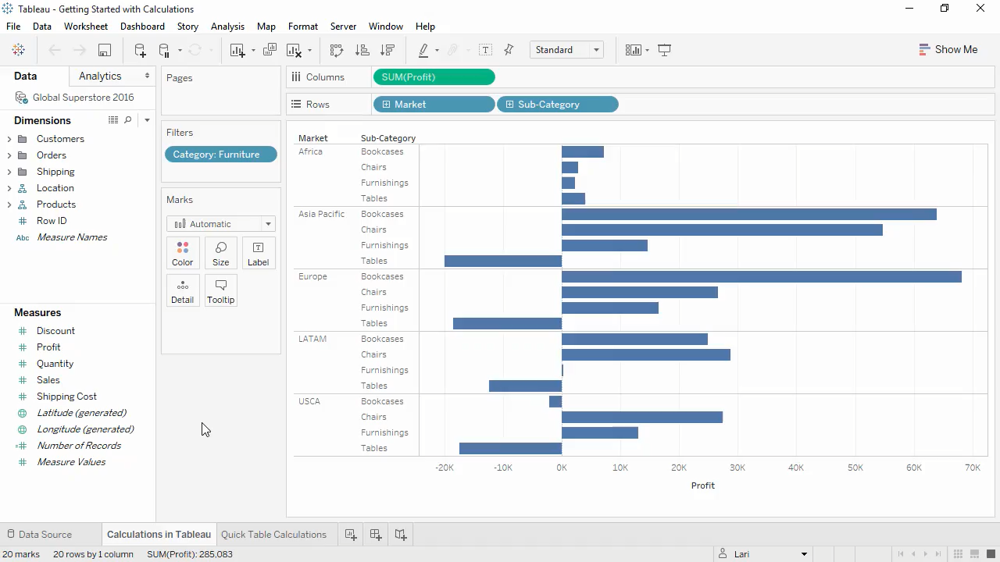 Tableau - Getting Started with Calculations
File Data Worksheet Dashboard Story Analysis Map Format Server Window Help
Standard
Show Me
Data Analytics
Global Superstore 2016
Dimensions
Customers
Orders
Shipping
Location
Products
Row ID
Abc Measure Names
Measures
Discount
Profit
Quantity
Sales
Shipping Cost
Latitude (generated)
Longitude (generated)
Number of Records
Measure Values
Pages
Filters
Category: Furniture
Marks
Automatic
Color Size Label
Detail Tooltip
Columns SUM(Profit)
Rows Market Sub-Category
Market Sub-Category
Africa Bookcases
Chairs
Furnishings
Tables
Asia Pacific Bookcases
Chairs
Furnishings
Tables
Europe Bookcases
Chairs
Furnishings
Tables
LATAM Bookcases
Chairs
Furnishings
Tables
USCA Bookcases
Chairs
Furnishings
Tables
-20K -10K 0K 10K 20K 30K 40K 50K 60K 70K
Profit
Data Source Calculations in Tableau Quick Table Calculations
20 marks 20 rows by 1 column SUM(Profit): 285,083 Lari